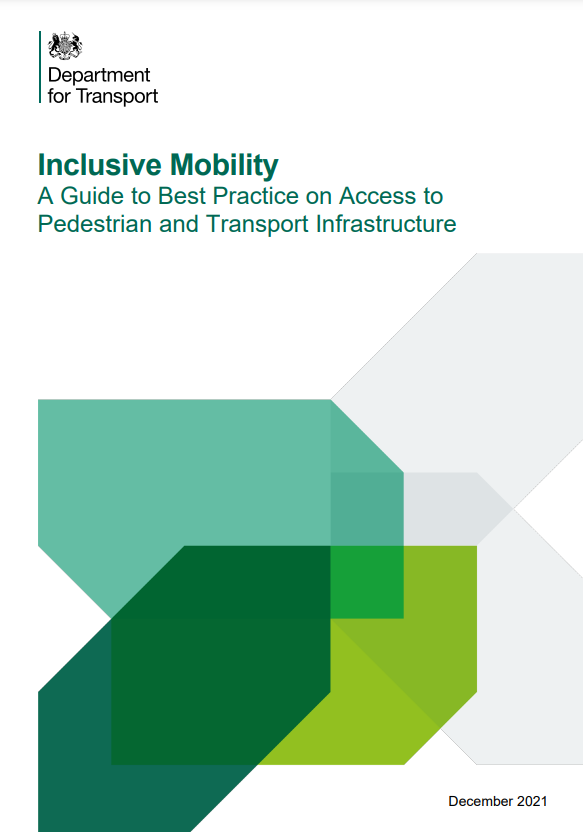 Department
for Transport
Inclusive Mobility
A Guide to Best Practice on Access to
Pedestrian and Transport Infrastructure
December 2021